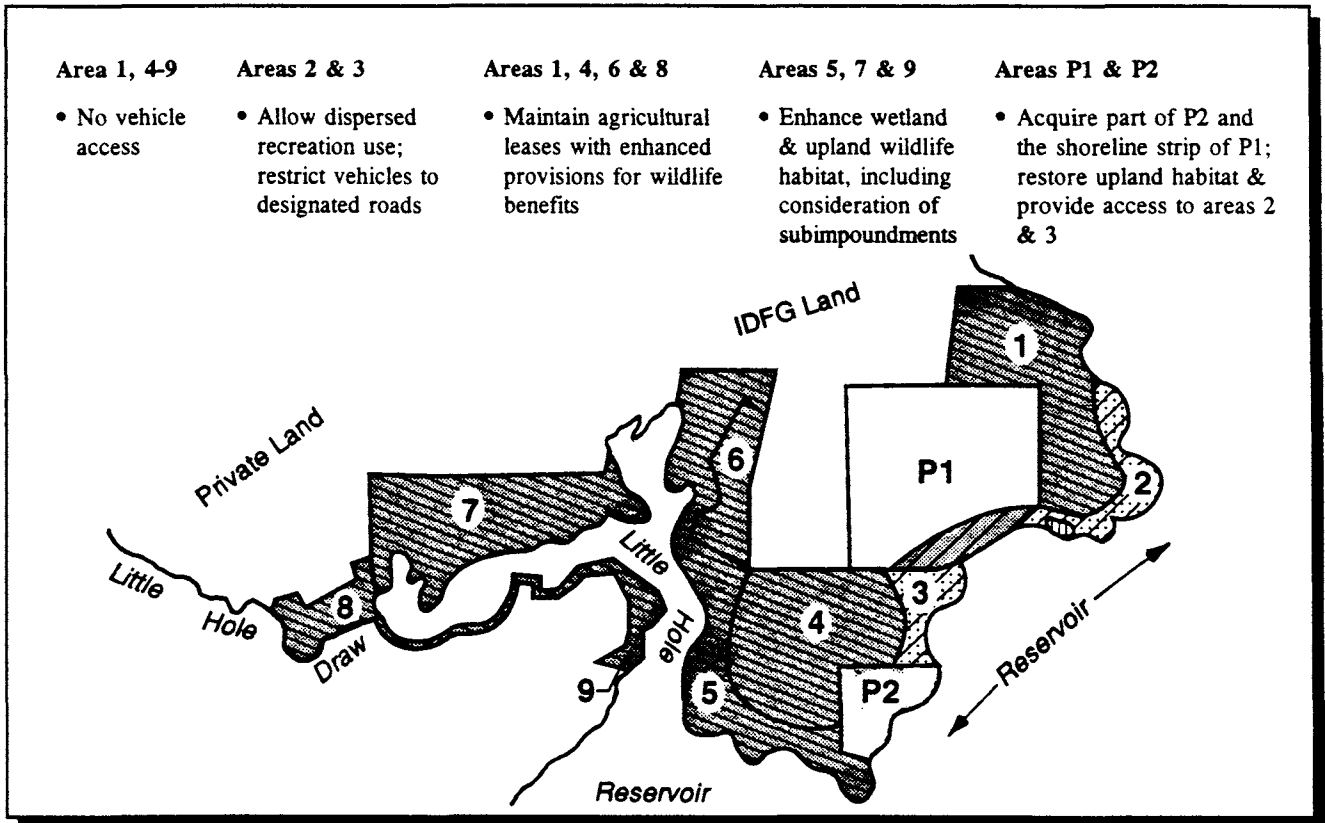 Area 1, 4-9
• No vehicle
access
Areas 2 & 3
• Allow dispersed
recreation use;
restrict vehicles to
designated roads
Areas 1, 4, 6 & 8
• Maintain agricultural
leases with enhanced
provisions for wildlife
benefits
Areas 5, 7 & 9
• Enhance wetland
& upland wildlife
habitat, including
consideration of
subimpoundments
Areas P1 & P2
• Acquire part of P2 and
the shoreline strip of P1;
restore upland habitat &
provide access to areas 2
& 3
IDFG Land
1
Private Land
6
P1
2
7
Little
Hole
Little
Hole
Draw
8
3
4
Reservoir
9
5
P2
Reservoir